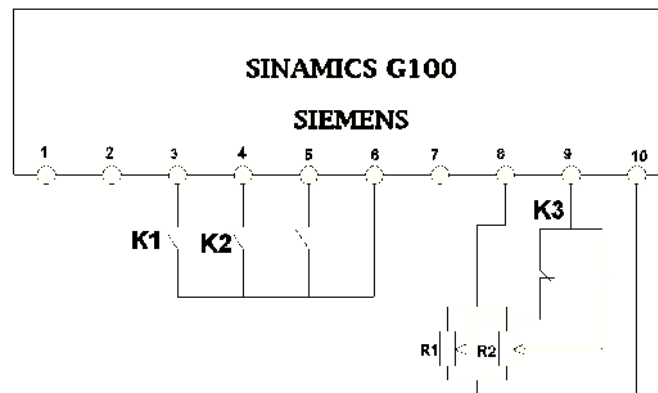 SINAMICS G100
SIEMENS
1 2 3 4 5 6 7 8 9 10
K1 K2 K3
R1 R2